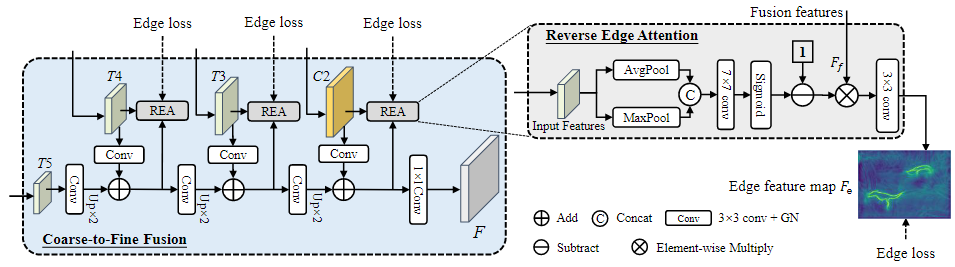 Edge loss
Edge loss
Edge loss
T4
T3
C2
REA
REA
REA
Conv
Conv
Conv
T5
Conv
Up×2
Conv
Up×2
Conv
Up×2
1×1Conv
F
Coarse-to-Fine Fusion
Fusion features
Reverse Edge Attention
1
F_f
AvgPool
MaxPool
C
7×7 conv
Sigmoid
3×3 conv
Input Features
Edge feature map F_e
Add
C Concat
Conv 3×3 conv + GN
Subtract
Element-wise Multiply
Edge loss